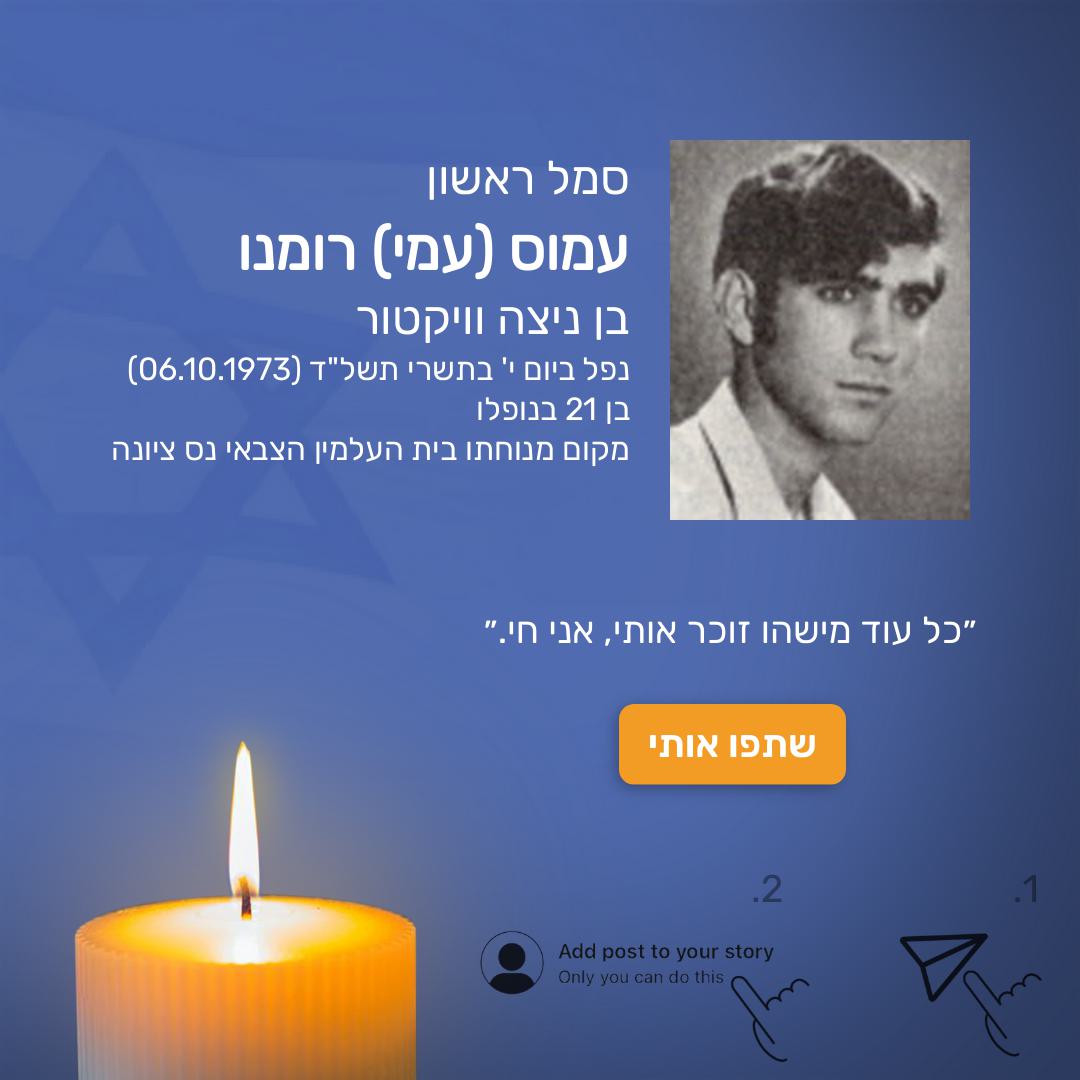 סמל ראשון
עמוס (עמי) רומנו
בן ניצה וויקטור
נפל ביום י' בתשרי תשל"ד (06.10.1973)
בן 21 בנופלו
מקום מנוחתו בית העלמין הצבאי נס ציונה
״כל עוד מישהו זוכר אותי, אני חי.״
שתפו אותי
1.
2.
Add post to your story
Only you can do this